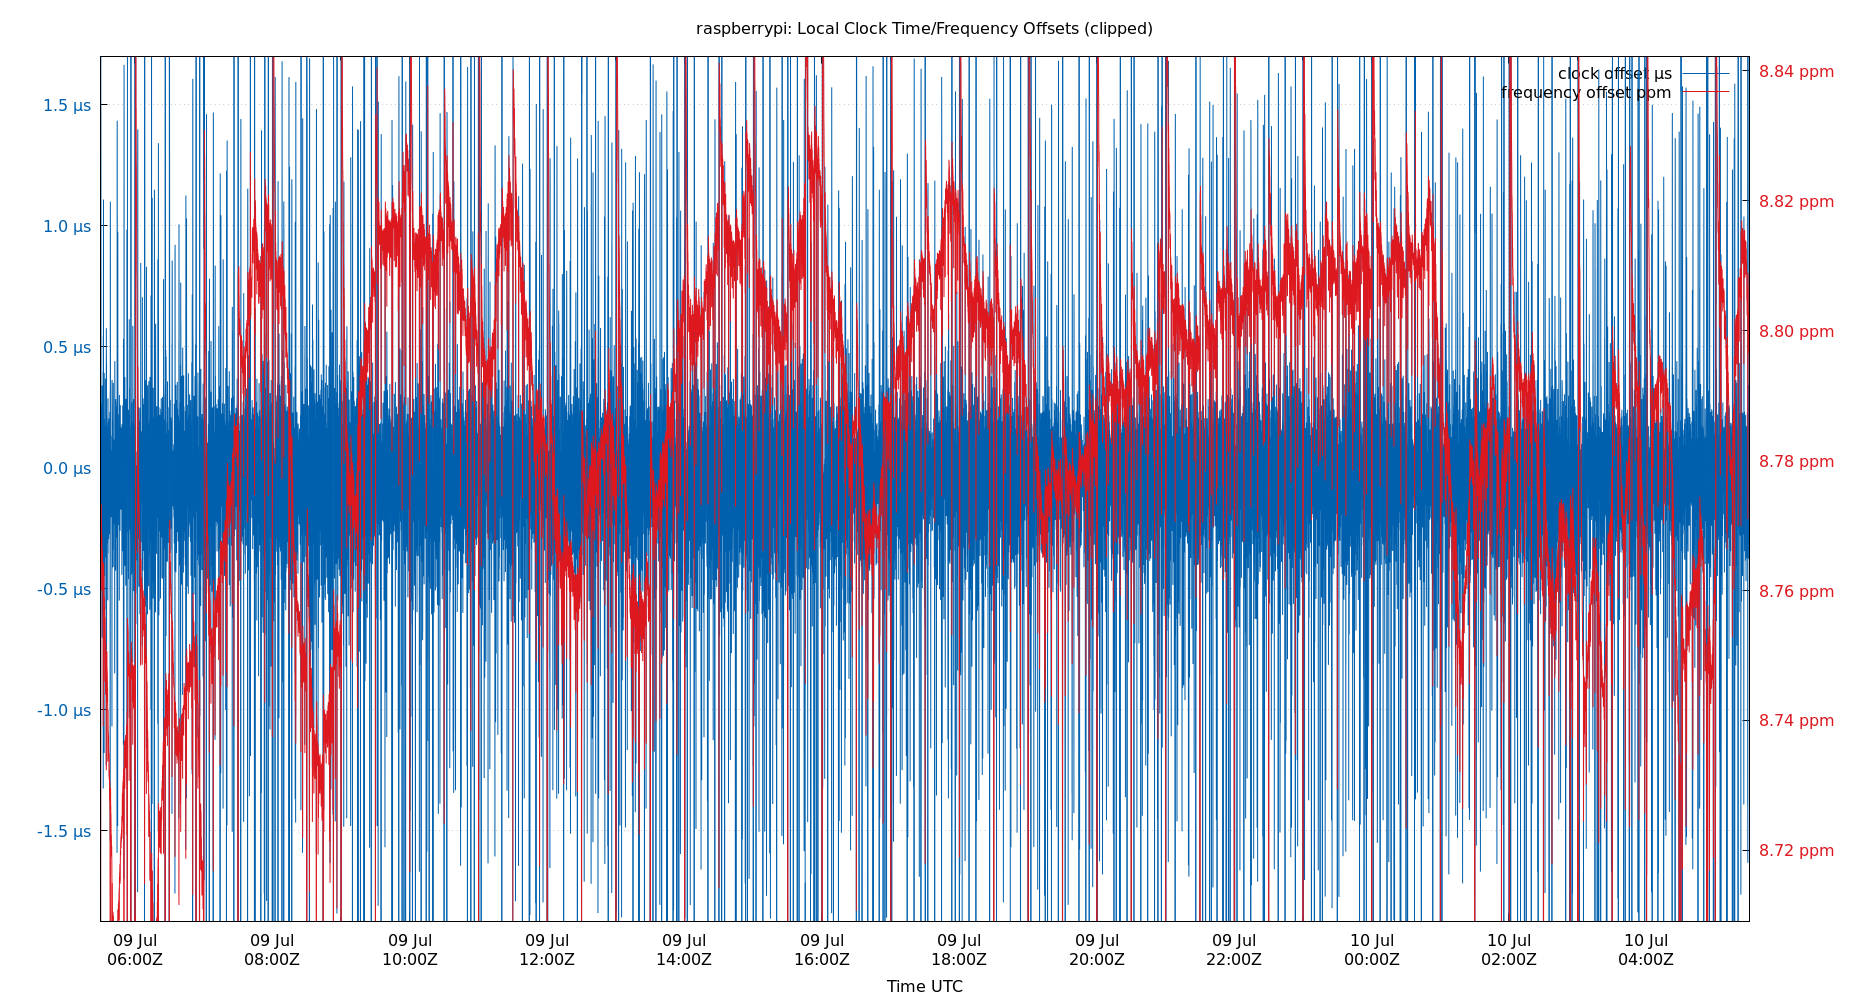 raspberrypi: Local Clock Time/Frequency Offsets (clipped)
clock offset µs
frequency offset ppm
1.5 µs
1.0 µs
0.5 µs
0.0 µs
-0.5 µs
-1.0 µs
-1.5 µs
8.84 ppm
8.82 ppm
8.80 ppm
8.78 ppm
8.76 ppm
8.74 ppm
8.72 ppm
09 Jul 09 Jul 09 Jul 09 Jul 09 Jul 09 Jul 09 Jul 09 Jul 09 Jul 10 Jul 10 Jul 10 Jul
06:00Z 08:00Z 10:00Z 12:00Z 14:00Z 16:00Z 18:00Z 20:00Z 22:00Z 00:00Z 02:00Z 04:00Z
Time UTC